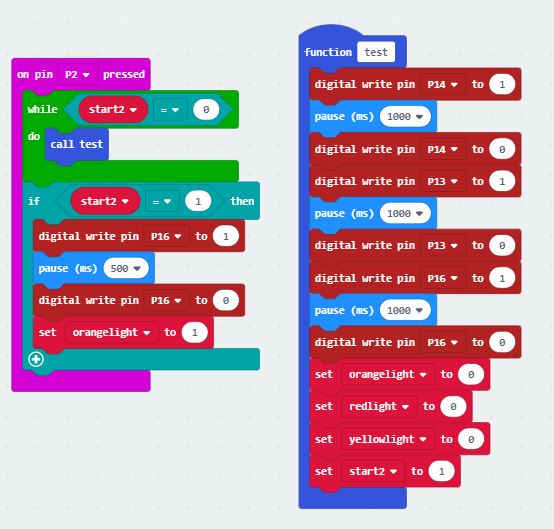 on pin P2 pressed
while start2 = 0
do
call test
if start2 = 1 then
digital write pin P16 to 1
pause (ms) 500
digital write pin P16 to 0
set orangelight to 1
function test
digital write pin P14 to 1
pause (ms) 1000
digital write pin P14 to 0
digital write pin P13 to 1
pause (ms) 1000
digital write pin P13 to 0
digital write pin P16 to 1
pause (ms) 1000
digital write pin P16 to 0
set orangelight to 0
set redlight to 0
set yellowlight to 0
set start2 to 1